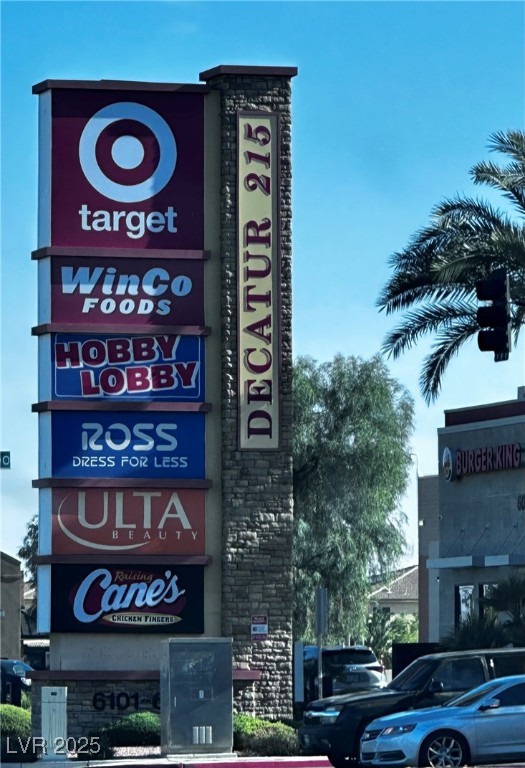 target
WinCo
FOODS
HOBBY
LOBBY
ROSS
DRESS FOR LESS
ULTA
BEAUTY
Raising
Cane's
CHICKEN FINGERS
DECATUR 215
BURGER KING
6101-6
LVR 2025